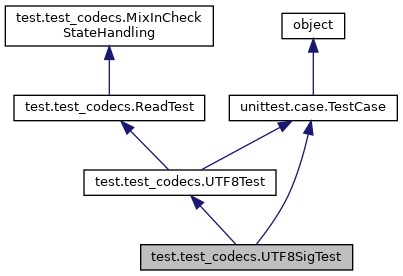 test.test_codecs.MixInCheck
StateHandling
object
test.test_codecs.ReadTest
unittest.case.TestCase
test.test_codecs.UTF8Test
test.test_codecs.UTF8SigTest